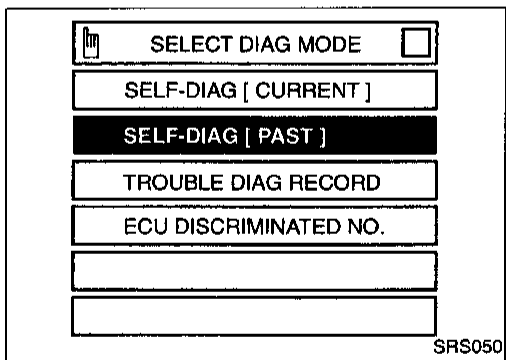 SELECT DIAG MODE
SELF-DIAG [ CURRENT ]
SELF-DIAG [ PAST ]
TROUBLE DIAG RECORD
ECU DISCRIMINATED NO.
SRS050